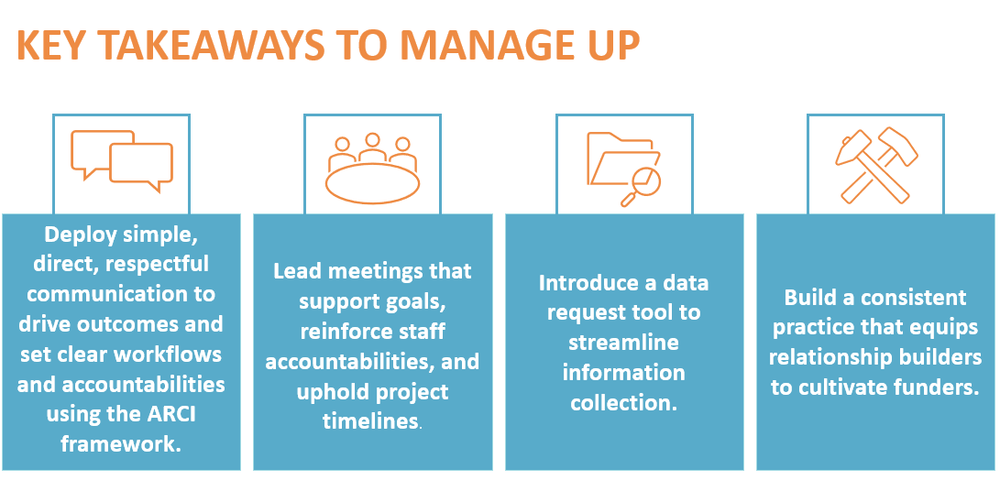 KEY TAKEAWAYS TO MANAGE UP
Deploy simple,
direct, respectful
communication to
drive outcomes and
set clear workflows
and accountabilities
using the ARCI
framework.
Lead meetings that
support goals,
reinforce staff
accountabilities, and
uphold project
timelines.
Introduce a data
request tool to
streamline
information
collection.
Build a consistent
practice that equips
relationship builders
to cultivate funders.